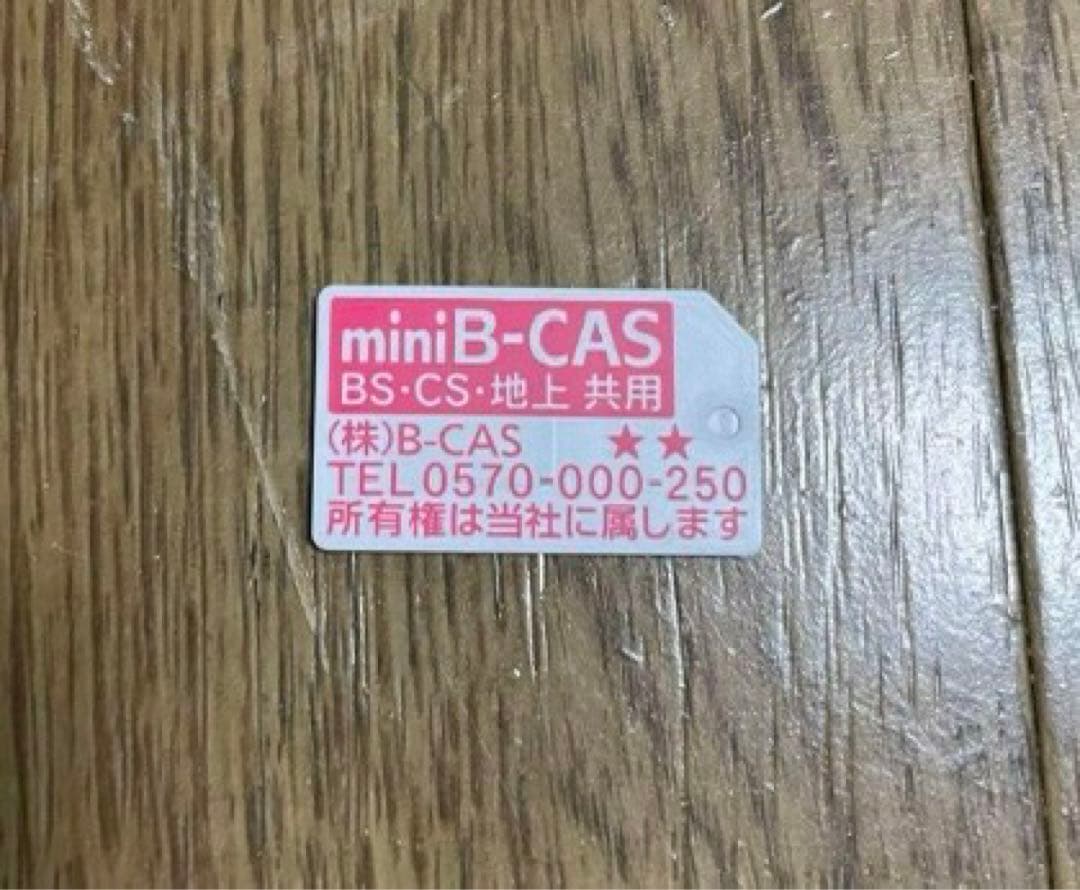 miniB-CAS
BS・CS・地上 共用
(株)B-CAS ★★
TEL 0570-000-250
所有権は当社に属します